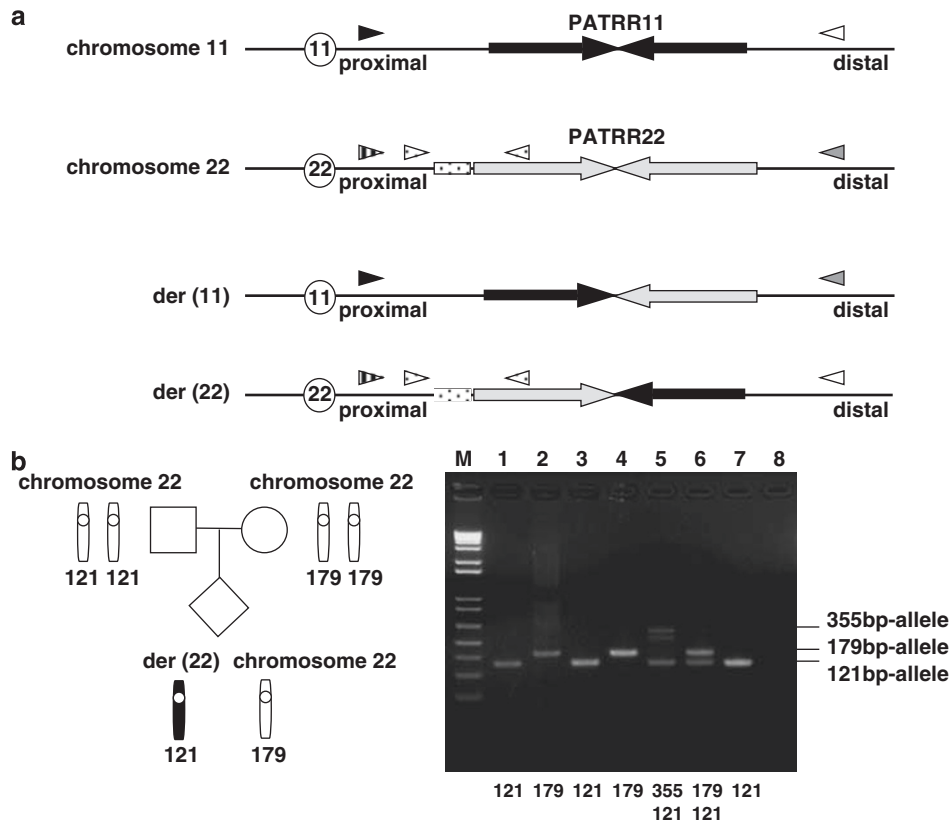 a
PATRR11
chromosome 11
11
proximal
distal
PATRR22
chromosome 22
22
proximal
distal
der (11)
11
proximal
distal
der (22)
22
proximal
distal
b
chromosome 22
chromosome 22
121 121
179 179
der (22) chromosome 22
121
179
M 1 2 3 4 5 6 7 8
355bp-allele
179bp-allele
121bp-allele
121 179 121 179 355 179 121
121 121